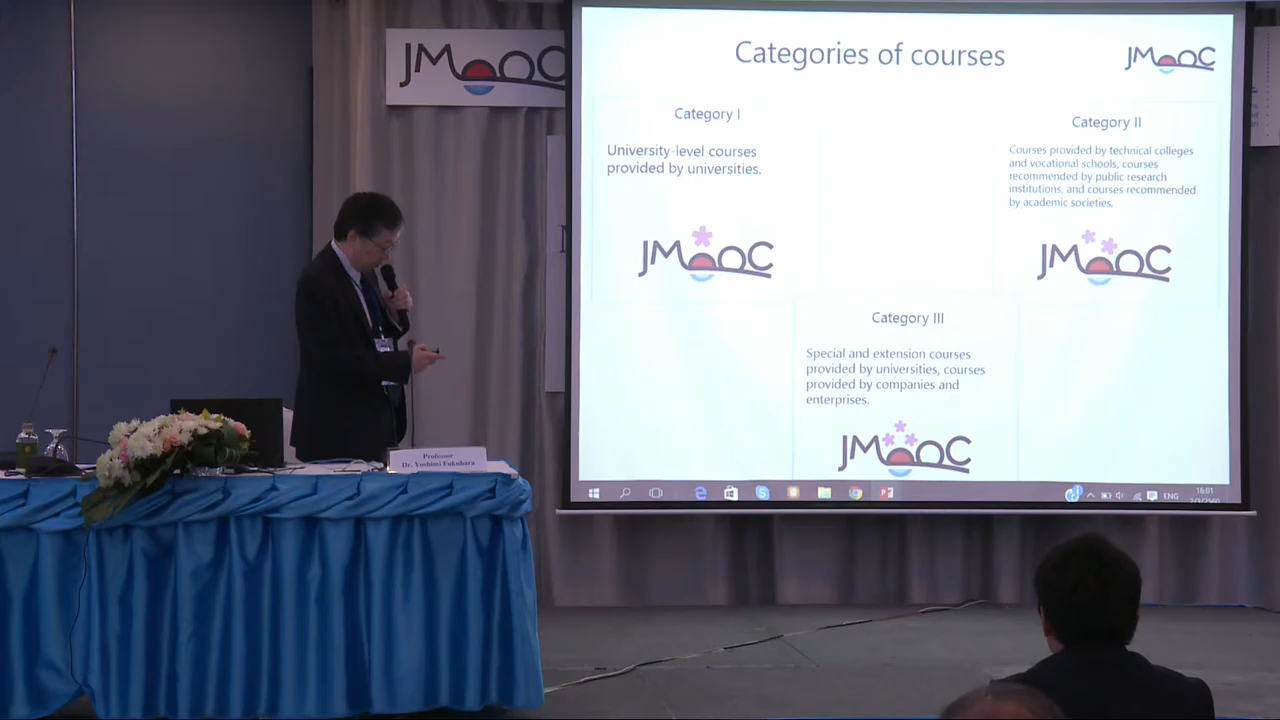 JMOOC
Categories of courses
JMOOC
Category I
University-level courses
provided by universities.
JMOOC
Category II
Courses provided by technical colleges
and vocational schools, courses
recommended by public research
institutions, and courses recommended
by academic societies.
JMOOC
Category III
Special and extension courses
provided by universities, courses
provided by companies and
enterprises.
JMOOC
ENG
16:01
Professor
Dr. Yoshimi Fukuhara